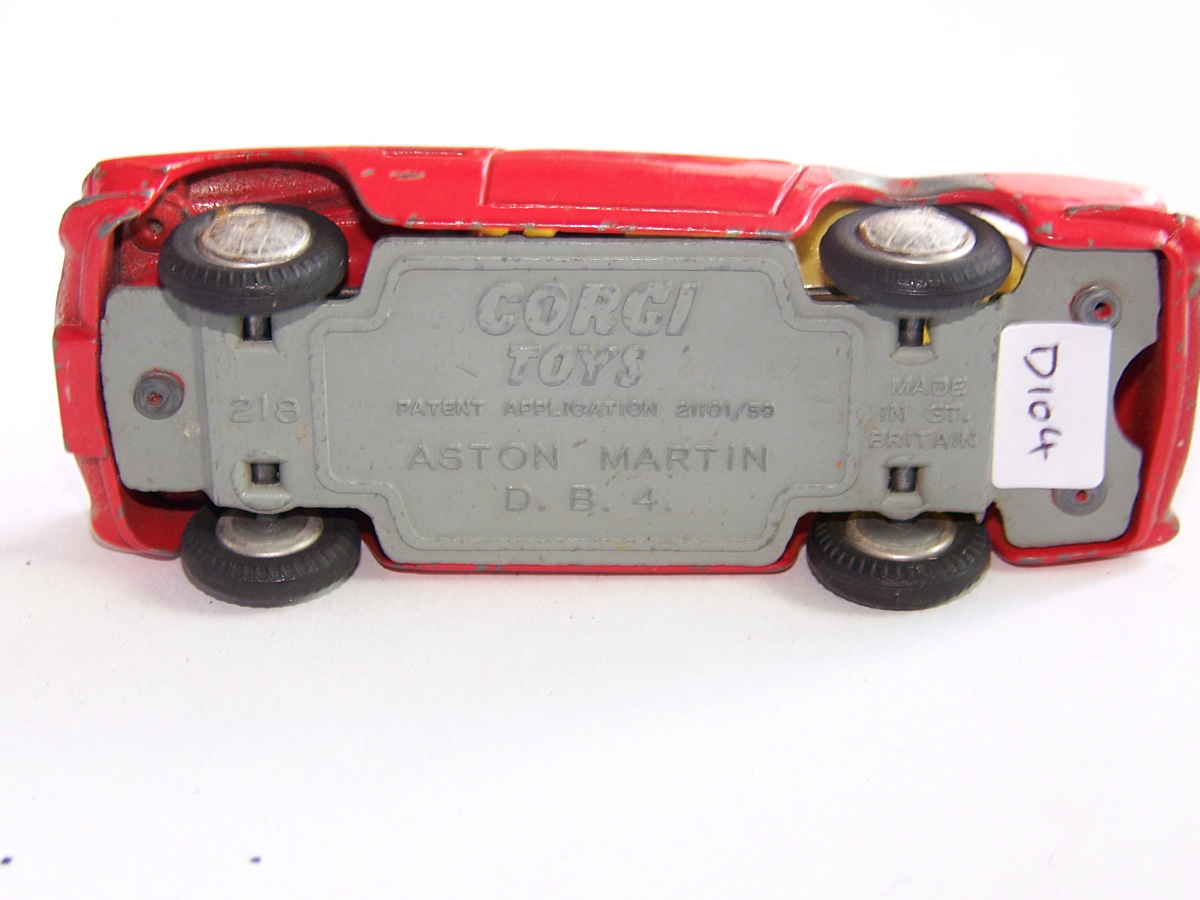 CORGI
TOYS
218
PATENT APPLICATION 21101/59
ASTON MARTIN
D. B. 4.
MADE
IN GT.
BRITAIN
D104